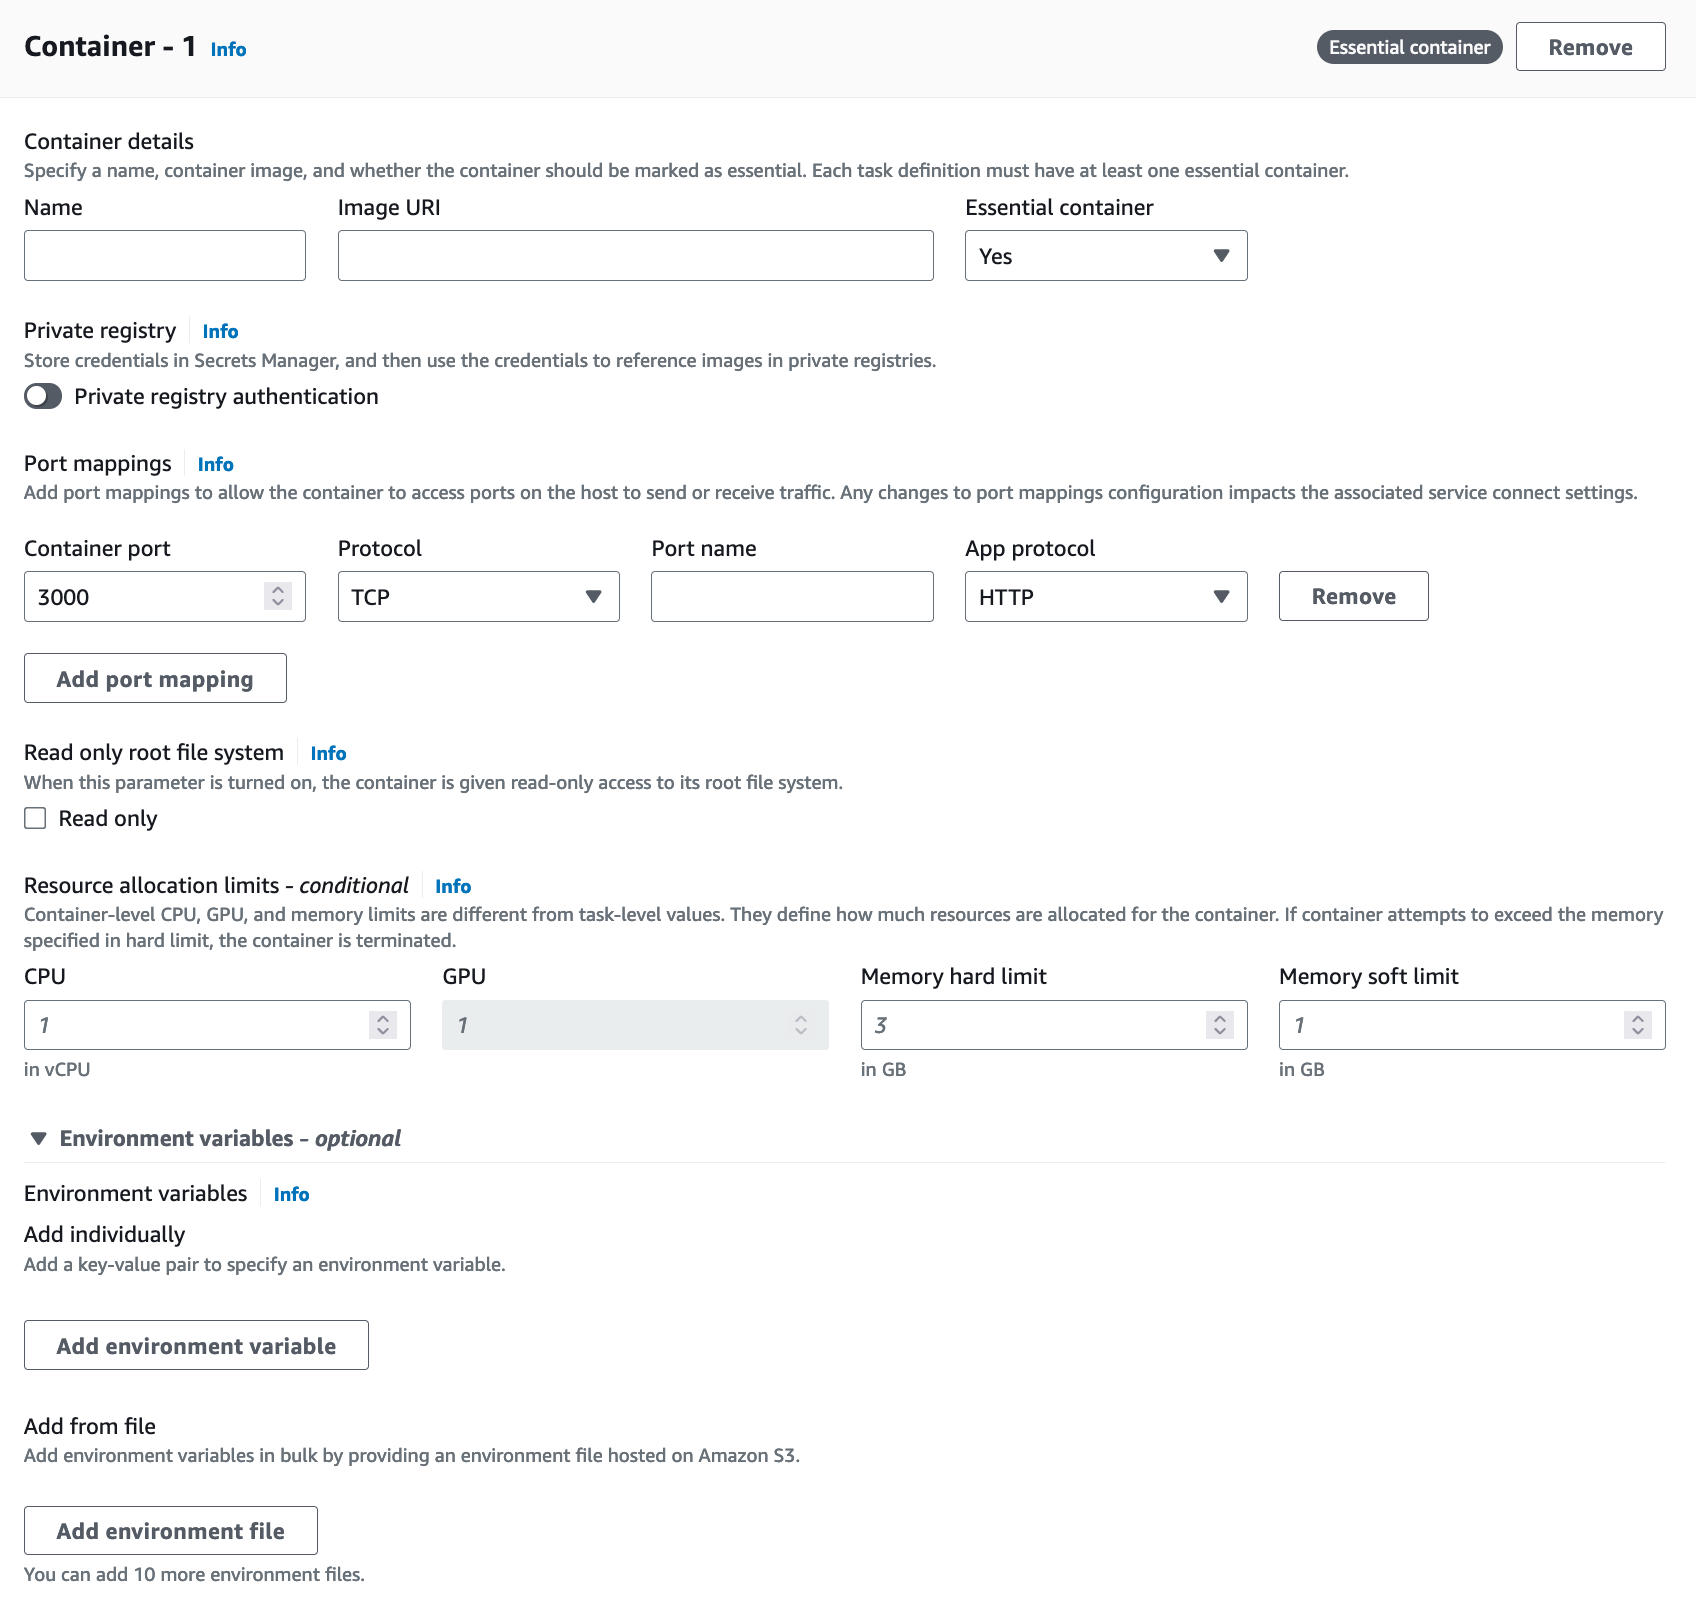 Container - 1 Info
Essential container Remove
Container details
Specify a name, container image, and whether the container should be marked as essential. Each task definition must have at least one essential container.
Name Image URI Essential container
Yes
Private registry Info
Store credentials in Secrets Manager, and then use the credentials to reference images in private registries.
Private registry authentication
Port mappings Info
Add port mappings to allow the container to access ports on the host to send or receive traffic. Any changes to port mappings configuration impacts the associated service connect settings.
Container port Protocol Port name App protocol
3000 TCP HTTP Remove
Add port mapping
Read only root file system Info
When this parameter is turned on, the container is given read-only access to its root file system.
Read only
Resource allocation limits - conditional Info
Container-level CPU, GPU, and memory limits are different from task-level values. They define how much resources are allocated for the container. If container attempts to exceed the memory
specified in hard limit, the container is terminated.
CPU GPU Memory hard limit Memory soft limit
1 1 3 1
in vCPU in GB in GB
Environment variables - optional
Environment variables Info
Add individually
Add a key-value pair to specify an environment variable.
Add environment variable
Add from file
Add environment variables in bulk by providing an environment file hosted on Amazon S3.
Add environment file
You can add 10 more environment files.